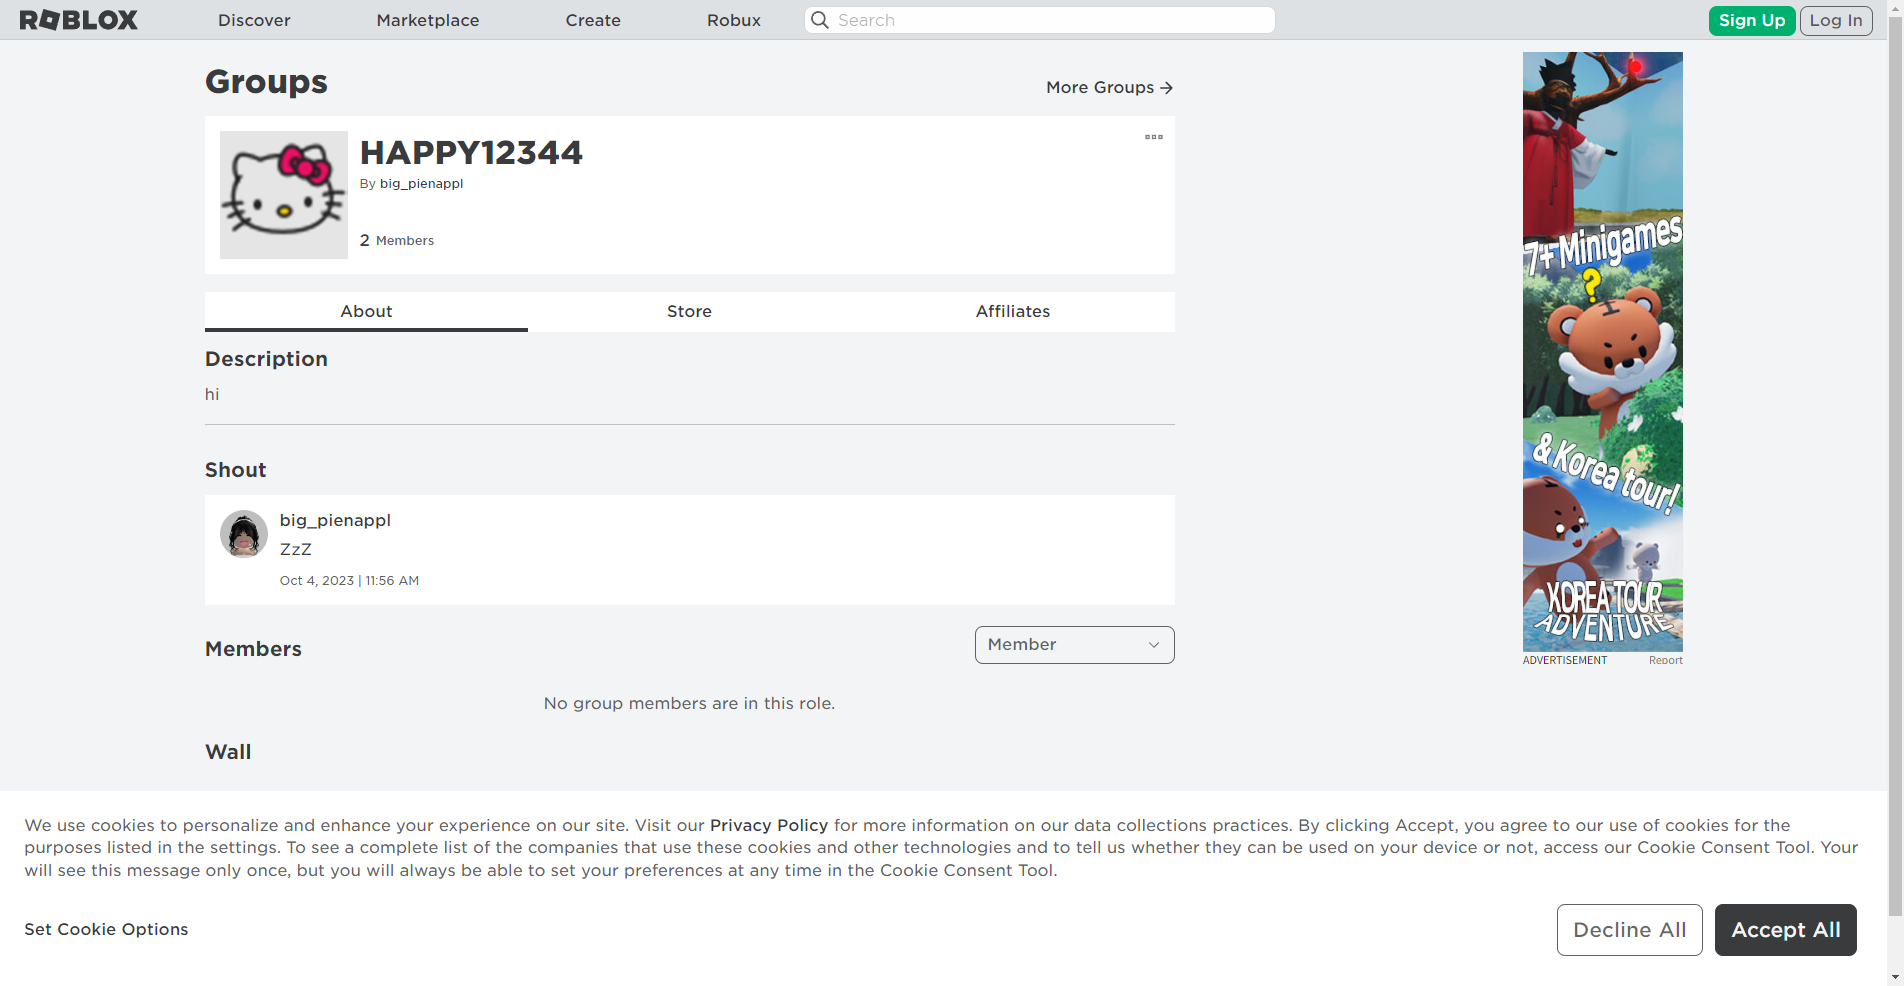 ROBLOX
Discover
Marketplace
Create
Robux
Search
Sign Up
Log In
Groups
More Groups
HAPPY12344
By big_pienappl
2 Members
About
Store
Affiliates
Description
hi
Shout
big_pienappl
ZzZ
Oct 4, 2023 | 11:56 AM
Members
Member
No group members are in this role.
Wall
7+ Minigames
?
& Korea tour!
KOREA TOUR
ADVENTURE
ADVERTISEMENT
Report
We use cookies to personalize and enhance your experience on our site. Visit our Privacy Policy for more information on our data collections practices. By clicking Accept, you agree to our use of cookies for the
purposes listed in the settings. To see a complete list of the companies that use these cookies and other technologies and to tell us whether they can be used on your device or not, access our Cookie Consent Tool. Your
will see this message only once, but you will always be able to set your preferences at any time in the Cookie Consent Tool.
Set Cookie Options
Decline All
Accept All